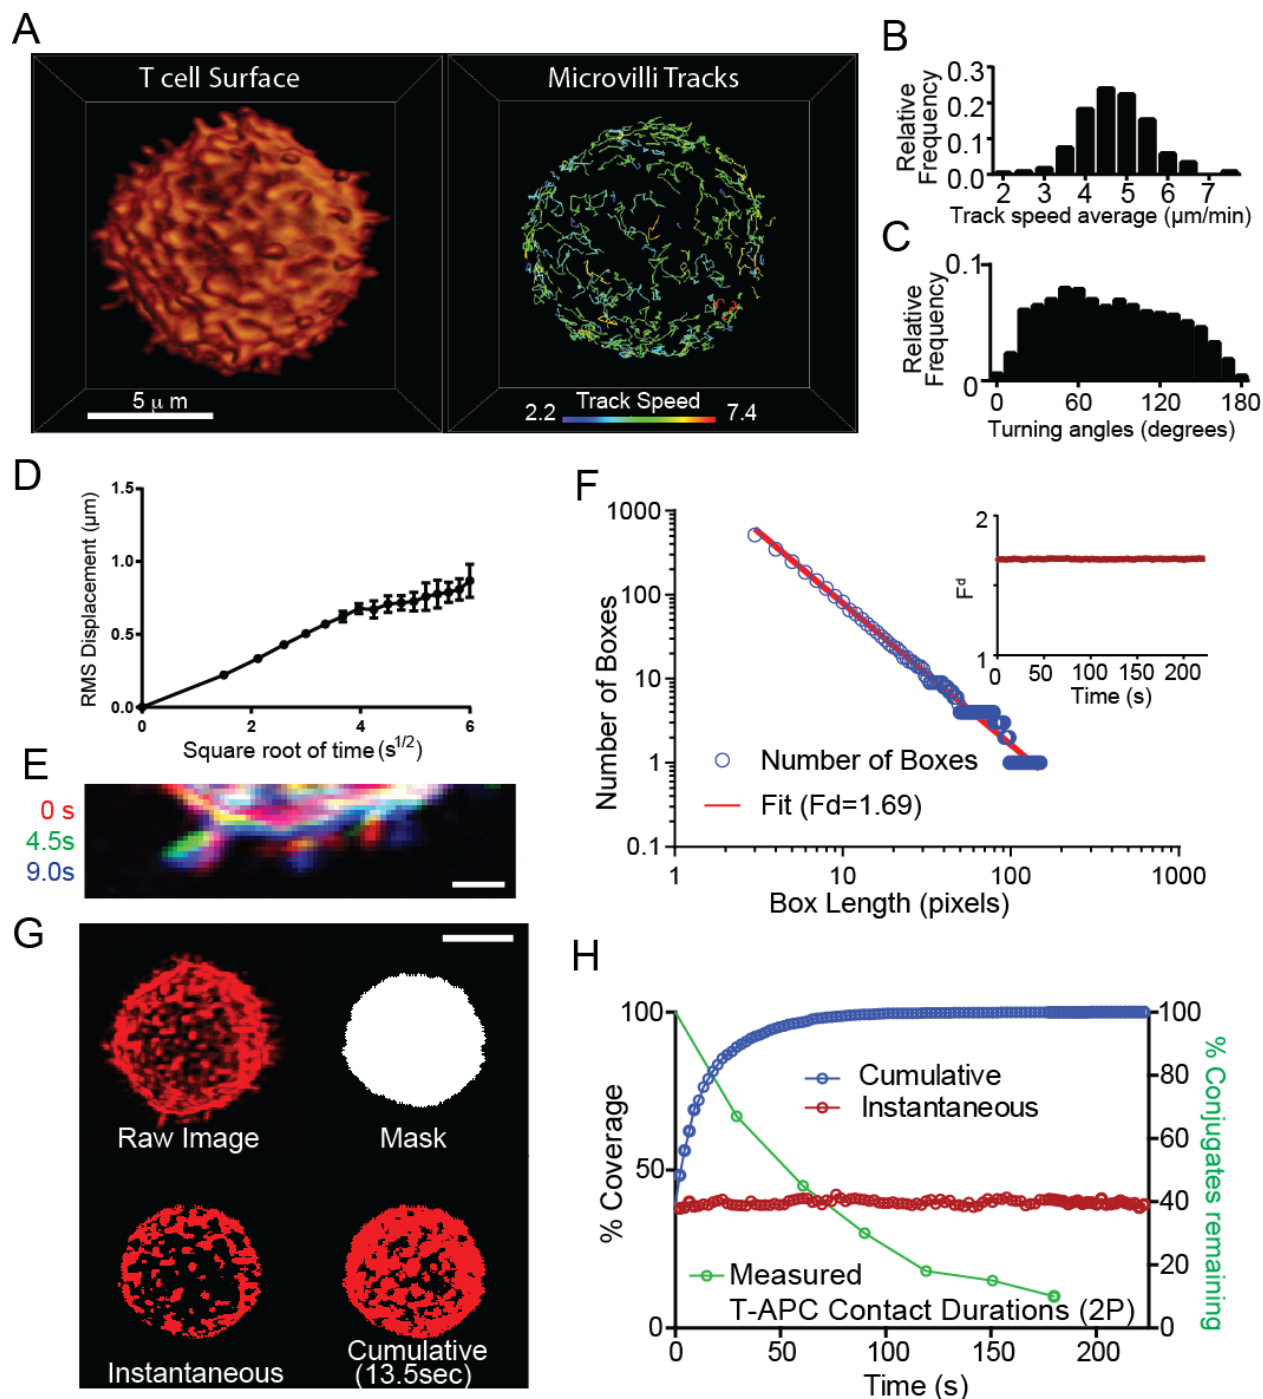 A
T cell Surface
Microvilli Tracks
5 μ m
Track Speed
2.2
7.4
B
Relative
Frequency
0.3
0.2
0.1
0.0
2 3 4 5 6 7
Track speed average (µm/min)
C
Relative
Frequency
0.1
0
0 60 120 180
Turning angles (degrees)
D
RMS Displacement (µm)
1.5
1.0
0.5
0.0
0 2 4 6
Square root of time (s1/2)
E
0 s
4.5s
9.0s
F
Number of Boxes
1000
100
10
1
0.1
1 10 100 1000
Box Length (pixels)
Number of Boxes
Fit (Fd=1.69)
Fd
2
1
0 50 100 150 200
Time (s)
G
Raw Image
Mask
Instantaneous
Cumulative
(13.5sec)
H
% Coverage
100
50
0
Cumulative
Instantaneous
Measured
T-APC Contact Durations (2P)
100
80
60
40
20
0
% Conjugates remaining
0 50 100 150 200
Time (s)